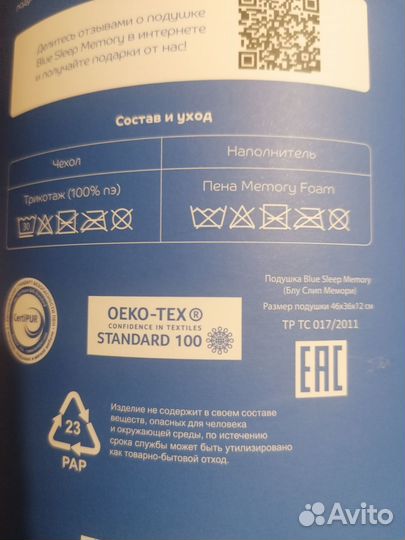 Делитесь отзывами о подушке
Blue Sleep Memory в интернете
и получайте подарки от нас!
Состав и уход
Чехол
Наполнитель
Трикотаж (100% пэ)
Пена Memory Foam
30
Подушка Blue Sleep Memory
(Блу Слип Мемори)
Размер подушки 46x36x12 см
ТР ТС 017/2011
CertiPUR
OEKO-TEX®
CONFIDENCE IN TEXTILES
STANDARD 100
EAC
23
PAP
Изделие не содержит в своем составе
веществ, опасных для человека
и окружающей среды, по истечению
срока службы может быть утилизировано
как товарно-бытовой отход.
Avito